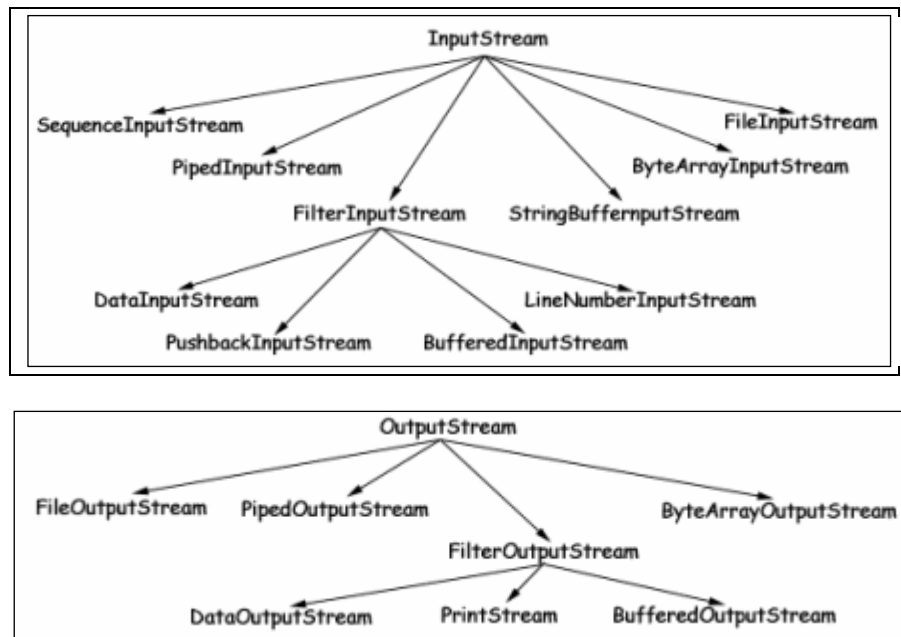 InputStream
SequenceInputStream
FileInputStream
PipedInputStream
ByteArrayInputStream
FilterInputStream
StringBuffernputStream
DataInputStream
LineNumberInputStream
PushbackInputStream
BufferedInputStream
OutputStream
FileOutputStream
PipedOutputStream
ByteArrayOutputStream
FilterOutputStream
DataOutputStream
PrintStream
BufferedOutputStream